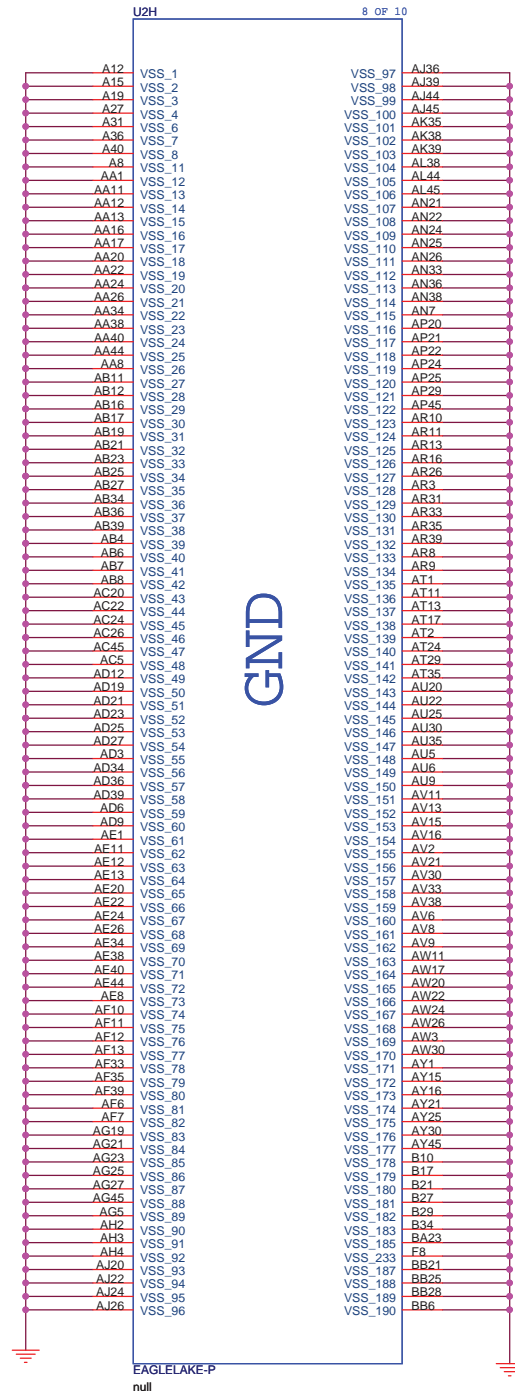 U2H 8 OF 10
A12 VSS_1 VSS_97 AJ36
A15 VSS_2 VSS_98 AJ39
A19 VSS_3 VSS_99 AJ44
A27 VSS_4 VSS_100 AJ45
A31 VSS_6 VSS_101 AK35
A36 VSS_7 VSS_102 AK38
A40 VSS_8 VSS_103 AK39
A8 VSS_11 VSS_104 AL38
AA1 VSS_12 VSS_105 AL44
AA11 VSS_13 VSS_106 AL45
AA12 VSS_14 VSS_107 AN21
AA13 VSS_15 VSS_108 AN22
AA16 VSS_16 VSS_109 AN24
AA17 VSS_17 VSS_110 AN25
AA20 VSS_18 VSS_111 AN26
AA22 VSS_19 VSS_112 AN33
AA24 VSS_20 VSS_113 AN36
AA26 VSS_21 VSS_114 AN38
AA34 VSS_22 VSS_115 AN7
AA38 VSS_23 VSS_116 AP20
AA40 VSS_24 VSS_117 AP21
AA44 VSS_25 VSS_118 AP22
AA8 VSS_26 VSS_119 AP24
AB11 VSS_27 VSS_120 AP25
AB12 VSS_28 VSS_121 AP29
AB16 VSS_29 VSS_122 AP45
AB17 VSS_30 VSS_123 AR10
AB19 VSS_31 VSS_124 AR11
AB21 VSS_32 VSS_125 AR13
AB23 VSS_33 VSS_126 AR16
AB25 VSS_34 VSS_127 AR26
AB27 VSS_35 VSS_128 AR3
AB34 VSS_36 VSS_129 AR31
AB36 VSS_37 VSS_130 AR33
AB39 VSS_38 VSS_131 AR35
AB4 VSS_39 VSS_132 AR39
AB6 VSS_40 VSS_133 AR8
AB7 VSS_41 VSS_134 AR9
AB8 VSS_42 VSS_135 AT1
AC20 VSS_43 VSS_136 AT11
AC22 VSS_44 VSS_137 AT13
AC24 VSS_45 VSS_138 AT17
AC26 VSS_46 VSS_139 AT2
AC45 VSS_47 VSS_140 AT24
AC5 VSS_48 VSS_141 AT29
AD12 VSS_49 VSS_142 AT35
AD19 VSS_50 VSS_143 AU20
AD21 VSS_51 VSS_144 AU22
AD23 VSS_52 VSS_145 AU25
AD25 VSS_53 VSS_146 AU30
AD27 VSS_54 VSS_147 AU35
AD3 VSS_55 VSS_148 AU5
AD34 VSS_56 VSS_149 AU6
AD36 VSS_57 VSS_150 AU9
AD39 VSS_58 VSS_151 AV11
AD6 VSS_59 VSS_152 AV13
AD9 VSS_60 VSS_153 AV15
AE1 VSS_61 VSS_154 AV16
AE11 VSS_62 VSS_155 AV2
AE12 VSS_63 VSS_156 AV21
AE13 VSS_64 VSS_157 AV30
AE20 VSS_65 VSS_158 AV33
AE22 VSS_66 VSS_159 AV38
AE24 VSS_67 VSS_160 AV6
AE26 VSS_68 VSS_161 AV8
AE34 VSS_69 VSS_162 AV9
AE38 VSS_70 VSS_163 AW11
AE40 VSS_71 VSS_164 AW17
AE44 VSS_72 VSS_165 AW20
AE8 VSS_73 VSS_166 AW22
AF10 VSS_74 VSS_167 AW24
AF11 VSS_75 VSS_168 AW26
AF12 VSS_76 VSS_169 AW3
AF13 VSS_77 VSS_170 AW30
AF33 VSS_78 VSS_171 AY1
AF35 VSS_79 VSS_172 AY15
AF39 VSS_80 VSS_173 AY16
AF6 VSS_81 VSS_174 AY21
AF7 VSS_82 VSS_175 AY25
AG19 VSS_83 VSS_176 AY30
AG21 VSS_84 VSS_177 AY45
AG23 VSS_85 VSS_178 B10
AG25 VSS_86 VSS_179 B17
AG27 VSS_87 VSS_180 B21
AG45 VSS_88 VSS_181 B27
AG5 VSS_89 VSS_182 B29
AH2 VSS_90 VSS_183 B34
AH3 VSS_91 VSS_185 BA23
AH4 VSS_92 VSS_233 F8
AJ20 VSS_93 VSS_187 BB21
AJ22 VSS_94 VSS_188 BB25
AJ24 VSS_95 VSS_189 BB28
AJ26 VSS_96 VSS_190 BB6
GND
EAGLELAKE-P
null